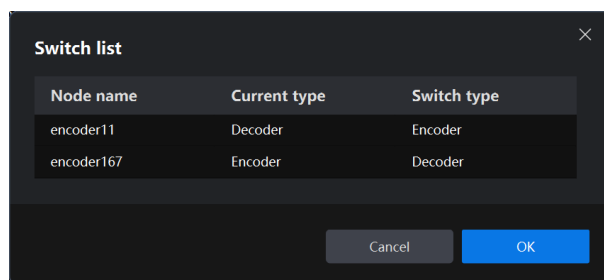 Switch list
Node name Current type Switch type
encoder11 Decoder Encoder
encoder167 Encoder Decoder
Cancel OK